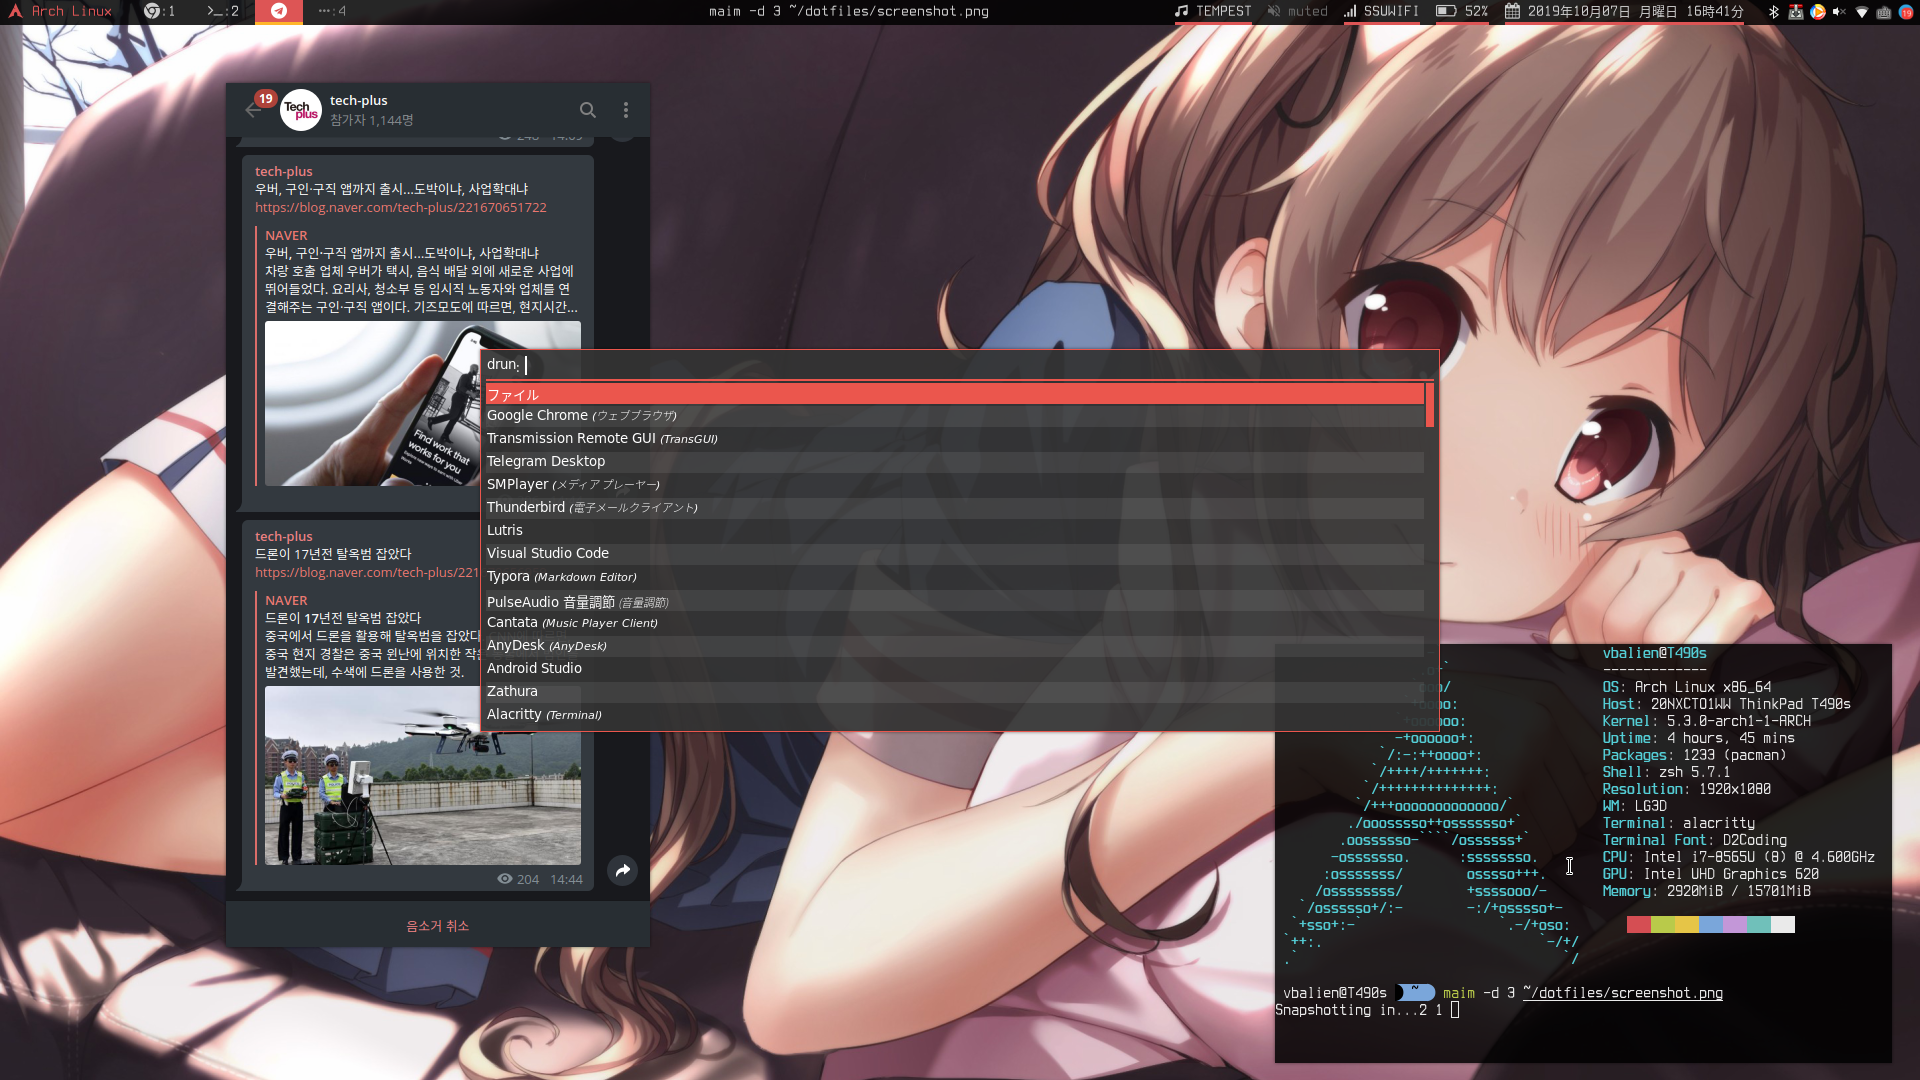 Arch Linux
:1
>_:2
:4
maim -d 3 ~/dotfiles/screenshot.png
TEMPEST
muted
SSUWIFI
52%
2019年10月07日 月曜日 16時41分
19
19
Tech plus
tech-plus
참가자 1,144명
tech-plus
우버, 구인·구직 앱까지 출시...도박이냐, 사업확대냐
https://blog.naver.com/tech-plus/221670651722
NAVER
우버, 구인·구직 앱까지 출시...도박이냐, 사업확대냐
차량 호출 업체 우버가 택시, 음식 배달 외에 새로운 사업에
뛰어들었다. 요리사, 청소부 등 임시직 노동자와 업체를 연
결해주는 구인·구직 앱이다. 기즈모도에 따르면, 현지시간...
Find work that
works for you
tech-plus
드론이 17년전 탈옥범 잡았다
https://blog.naver.com/tech-plus/221
NAVER
드론이 17년전 탈옥범 잡았다
중국에서 드론을 활용해 탈옥범을 잡았다
중국 현지 경찰은 중국 윈난에 위치한 작은
발견했는데, 수색에 드론을 사용한 것.
204 14:44
음소거 취소
drun:
ファイル
Google Chrome (ウェブブラウザ)
Transmission Remote GUI (TransGUI)
Telegram Desktop
SMPlayer (メディア プレーヤー)
Thunderbird (電子メールクライアント)
Lutris
Visual Studio Code
Typora (Markdown Editor)
PulseAudio 音量調節 (音量調節)
Cantata (Music Player Client)
AnyDesk (AnyDesk)
Android Studio
Zathura
Alacritty (Terminal)
vbalien@T490s
-------------
OS: Arch Linux x86_64
Host: 20NXCTO1WW ThinkPad T490s
Kernel: 5.3.0-arch1-1-ARCH
Uptime: 4 hours, 45 mins
Packages: 1233 (pacman)
Shell: zsh 5.7.1
Resolution: 1920x1080
WM: LG3D
Terminal: alacritty
Terminal Font: D2Coding
CPU: Intel i7-8565U (8) @ 4.600GHz
GPU: Intel UHD Graphics 620
Memory: 2920MiB / 15701MiB
vbalien@T490s ~ maim -d 3 ~/dotfiles/screenshot.png
Snapshotting in...2 1